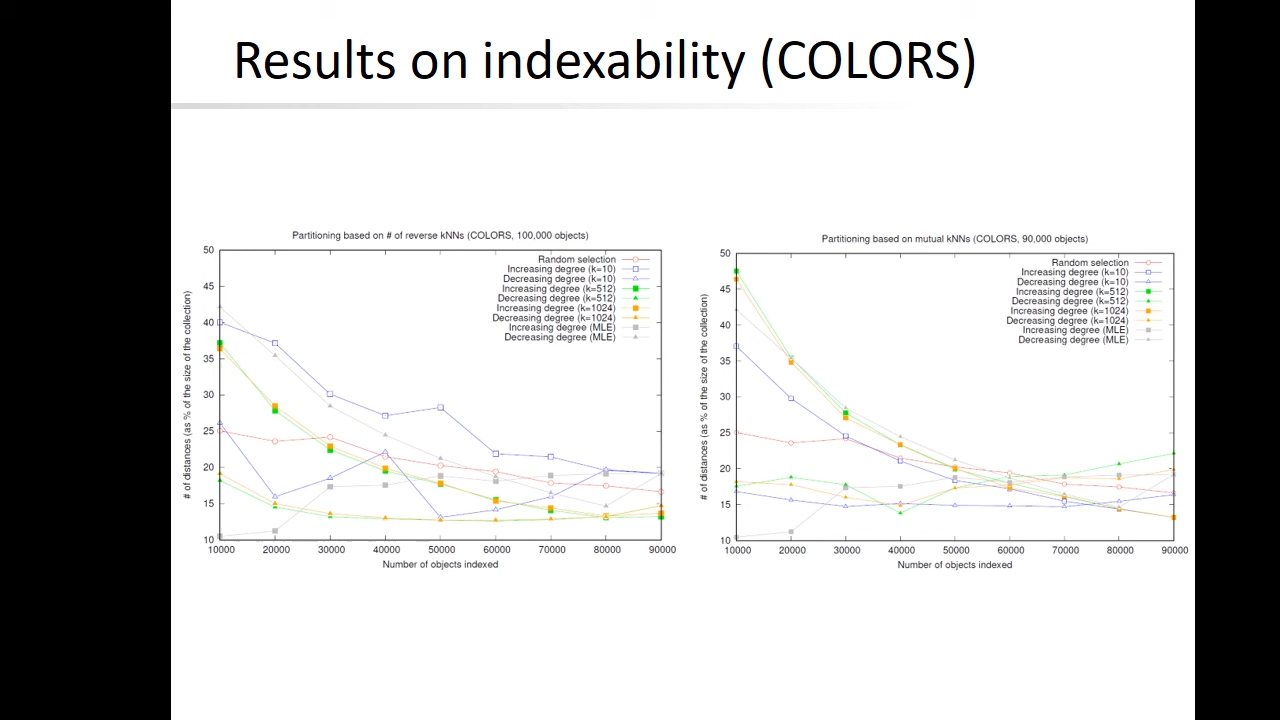 Results on indexability (COLORS)
Partitioning based on # of reverse kNNs (COLORS, 100,000 objects)
# of distances (as % of the size of the collection)
50
45
40
35
30
25
20
15
10
Random selection
Increasing degree (k=10)
Decreasing degree (k=10)
Increasing degree (k=512)
Decreasing degree (k=512)
Increasing degree (k=1024)
Decreasing degree (k=1024)
Increasing degree (MLE)
Decreasing degree (MLE)
10000 20000 30000 40000 50000 60000 70000 80000 90000
Number of objects indexed
Partitioning based on mutual kNNs (COLORS, 90,000 objects)
# of distances (as % of the size of the collection)
50
45
40
35
30
25
20
15
10
Random selection
Increasing degree (k=10)
Decreasing degree (k=10)
Increasing degree (k=512)
Decreasing degree (k=512)
Increasing degree (k=1024)
Decreasing degree (k=1024)
Increasing degree (MLE)
Decreasing degree (MLE)
10000 20000 30000 40000 50000 60000 70000 80000 90000
Number of objects indexed